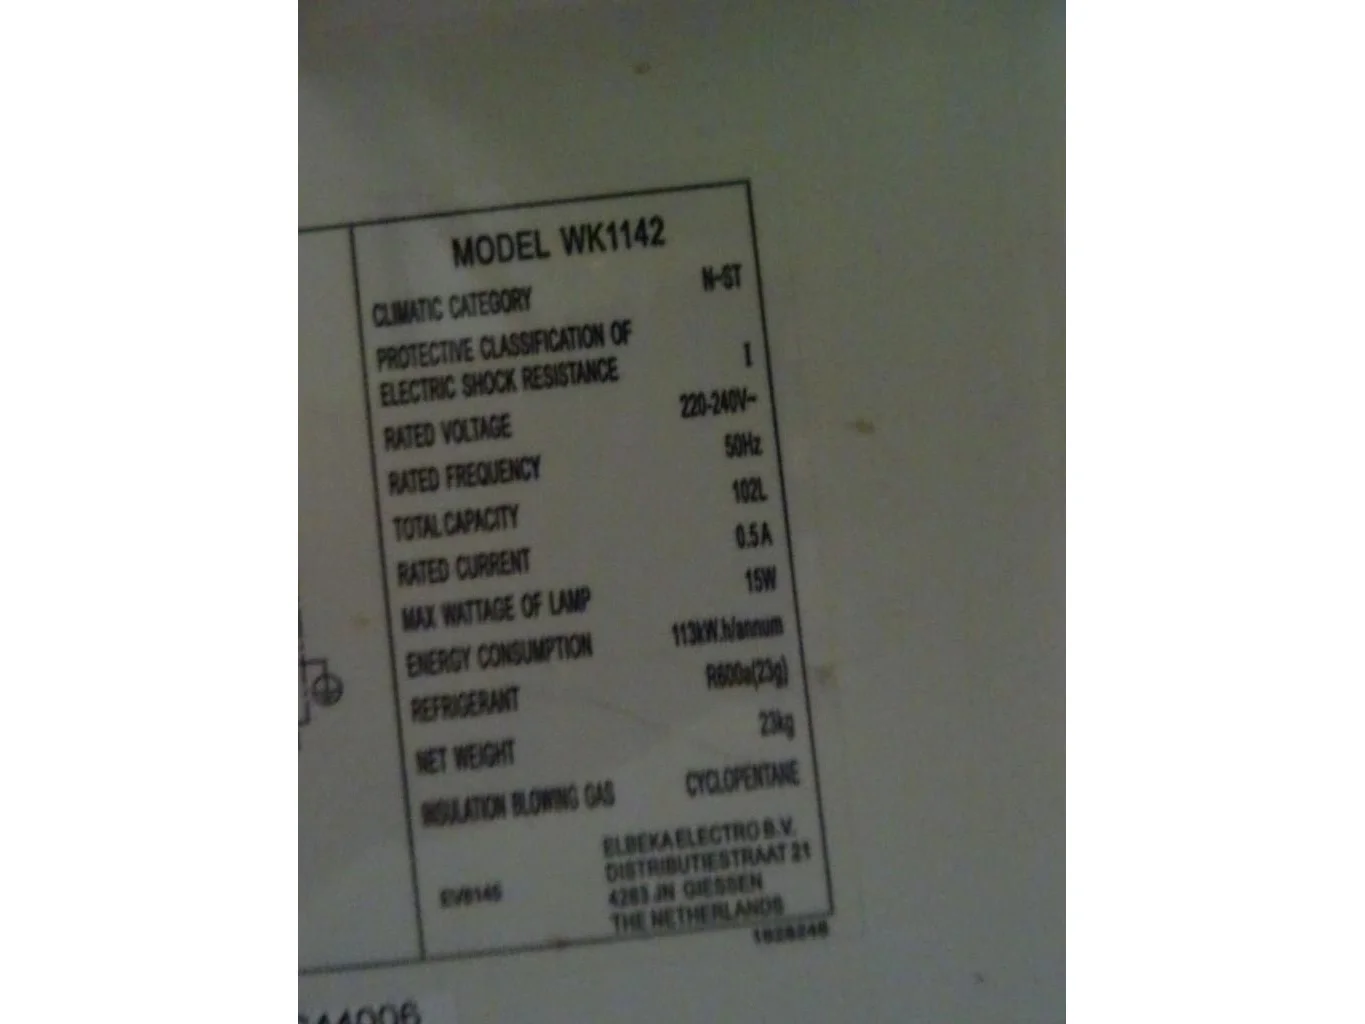 MODEL WK1142
CLIMATIC CATEGORY N-ST
PROTECTIVE CLASSIFICATION OF
ELECTRIC SHOCK RESISTANCE I
RATED VOLTAGE 220-240V~
RATED FREQUENCY 50Hz
TOTAL CAPACITY 102L
RATED CURRENT 0.5A
MAX WATTAGE OF LAMP 15W
ENERGY CONSUMPTION 113kW.h/annum
REFRIGERANT R600a(23g)
NET WEIGHT 23kg
INSULATION BLOWING GAS CYCLOPENTANE
ELBEKA ELECTRO B.V.
DISTRIBUTIESTRAAT 21
4283 JN GIESSEN
THE NETHERLANDS